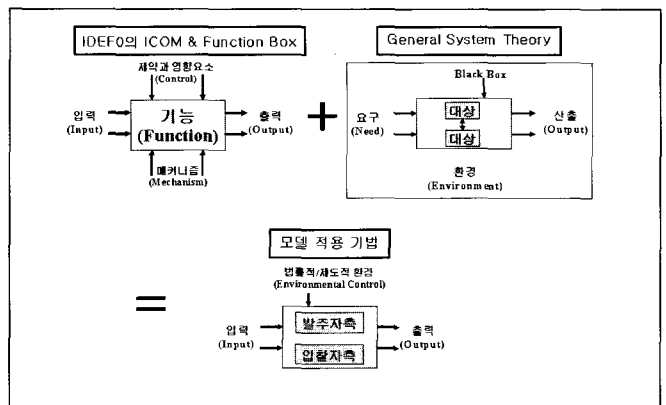 IDEF0의 ICOM & Function Box
General System Theory
제약과 영향요소
(Control)
입력
(Input)
기능
(Function)
출력
(Output)
메커니즘
(Mechanism)
+
Black Box
요구
(Need)
대상
대상
산출
(Output)
환경
(Environment)
모델 적용 기법
=
법률적/제도적 환경
(Environmental Control)
입력
(Input)
발주자측
입찰자측
출력
(Output)